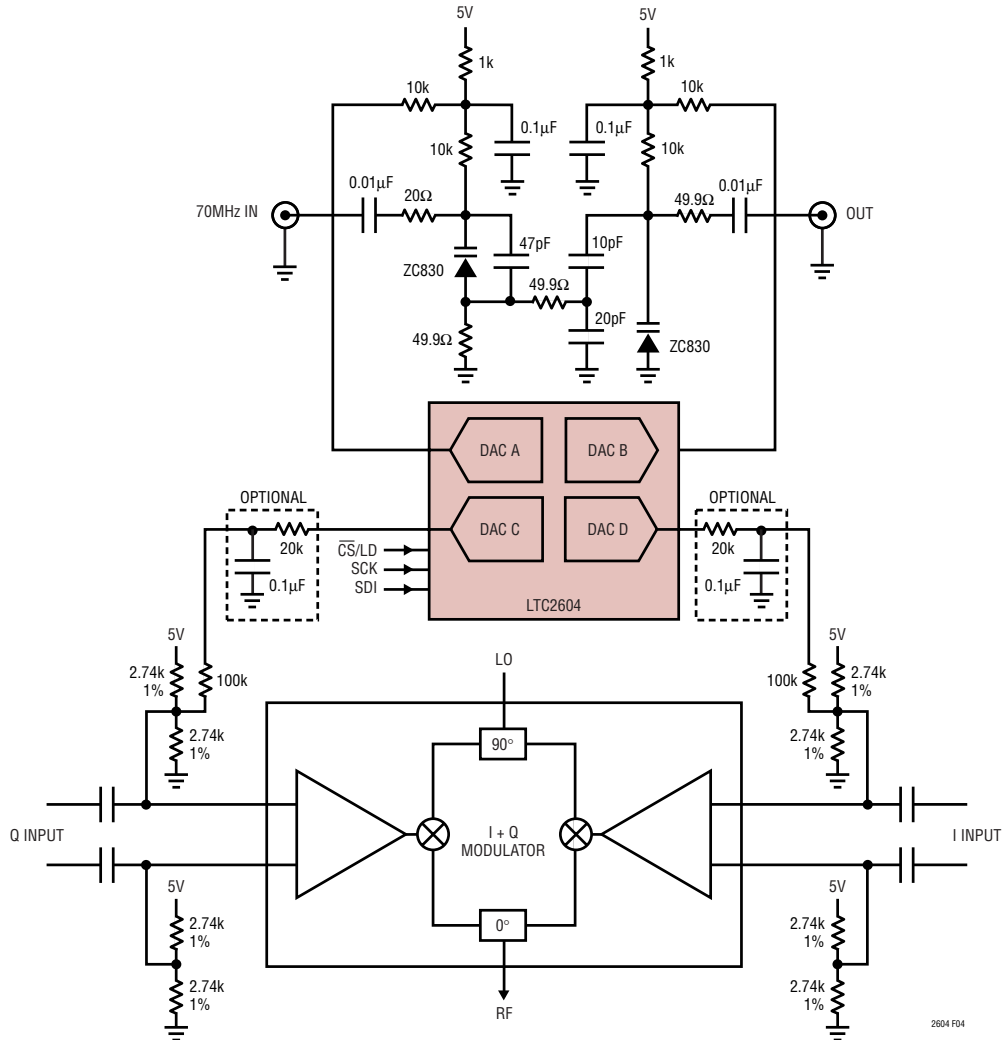 5V
5V
1k
1k
10k
10k
0.1µF
0.1µF
10k
10k
0.01µF
20Ω
49.9Ω
0.01µF
70MHz IN
OUT
47pF
10pF
ZC830
49.9Ω
49.9Ω
20pF
ZC830
DAC A
DAC B
OPTIONAL
OPTIONAL
DAC C
DAC D
20k
20k
CS/LD
SCK
SDI
0.1µF
0.1µF
LTC2604
5V
5V
LO
2.74k
1%
100k
100k
2.74k
1%
2.74k
1%
2.74k
1%
90°
Q INPUT
I + Q
MODULATOR
I INPUT
5V
5V
2.74k
1%
0°
2.74k
1%
2.74k
1%
2.74k
1%
RF
2604 F04